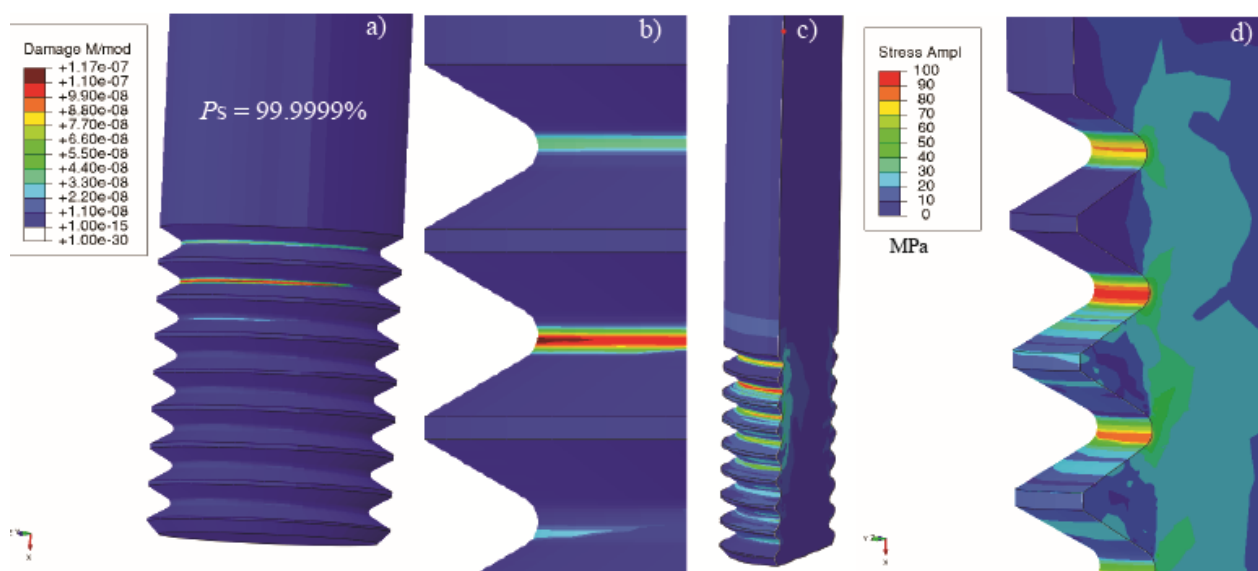 a)
Damage M/mod
+1.17e-07
+1.10e-07
+9.90e-08
+8.80e-08
+7.70e-08
+6.60e-08
+5.50e-08
+4.40e-08
+3.30e-08
+2.20e-08
+1.10e-08
+1.00e-15
+1.00e-30
Ps = 99.9999%
X
b)
c)
Stress Ampl
100
90
80
70
60
50
40
30
20
10
0
MPa
Y Z
X
d)